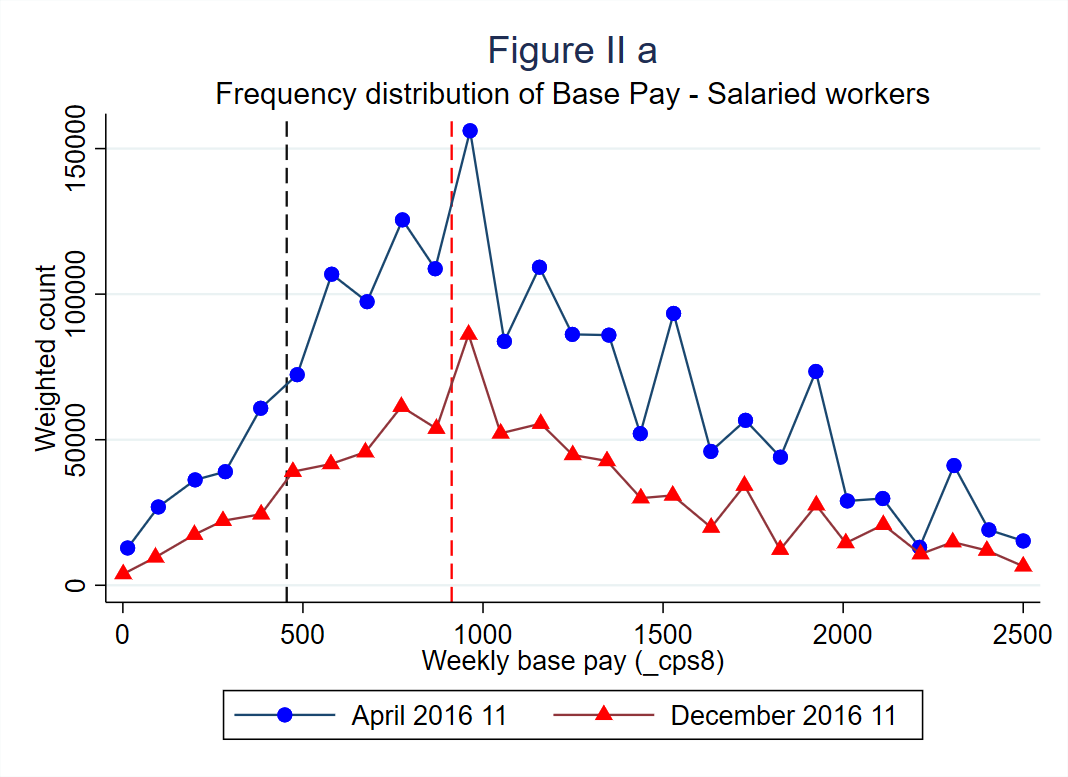 Figure II a
Frequency distribution of Base Pay - Salaried workers
Weighted count
150000
100000
50000
0
0 500 1000 1500 2000 2500
Weekly base pay (_cps8)
April 2016 11 December 2016 11